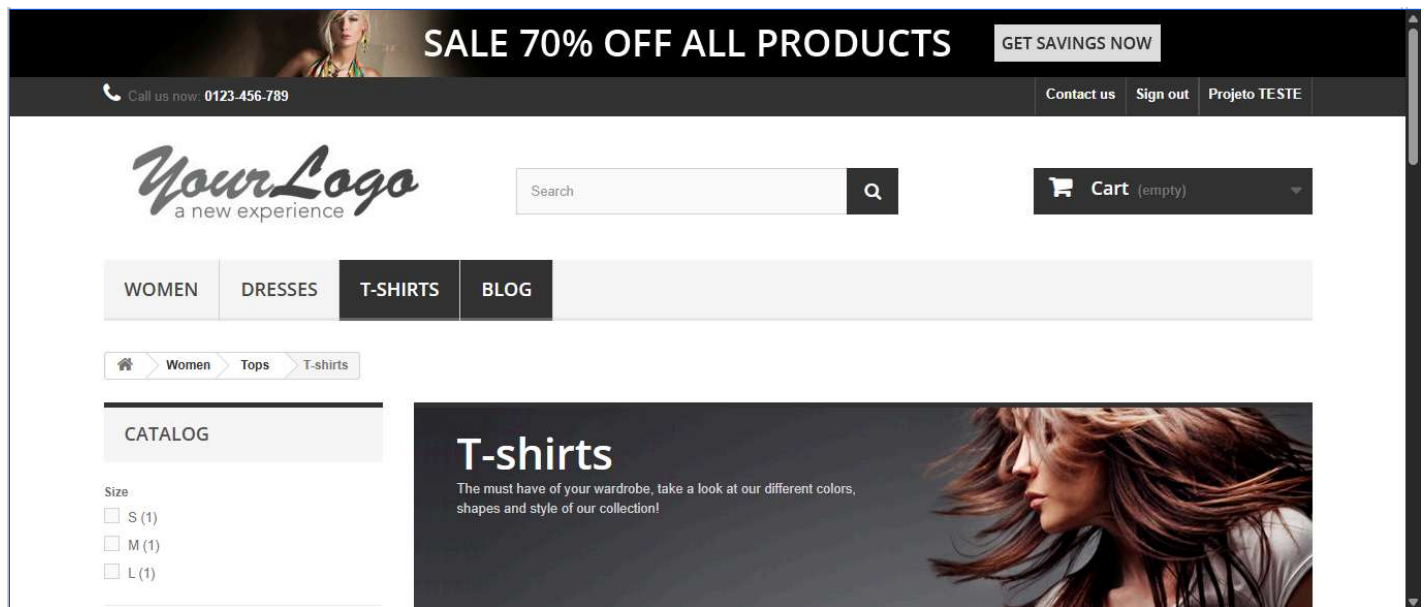 SALE 70% OFF ALL PRODUCTS GET SAVINGS NOW
Call us now: 0123-456-789 Contact us Sign out Projeto TESTE
Your Logo
a new experience
Search
Cart (empty)
WOMEN DRESSES T-SHIRTS BLOG
Women Tops T-shirts
CATALOG
Size
S (1)
M (1)
L (1)
T-shirts
The must have of your wardrobe, take a look at our different colors,
shapes and style of our collection!